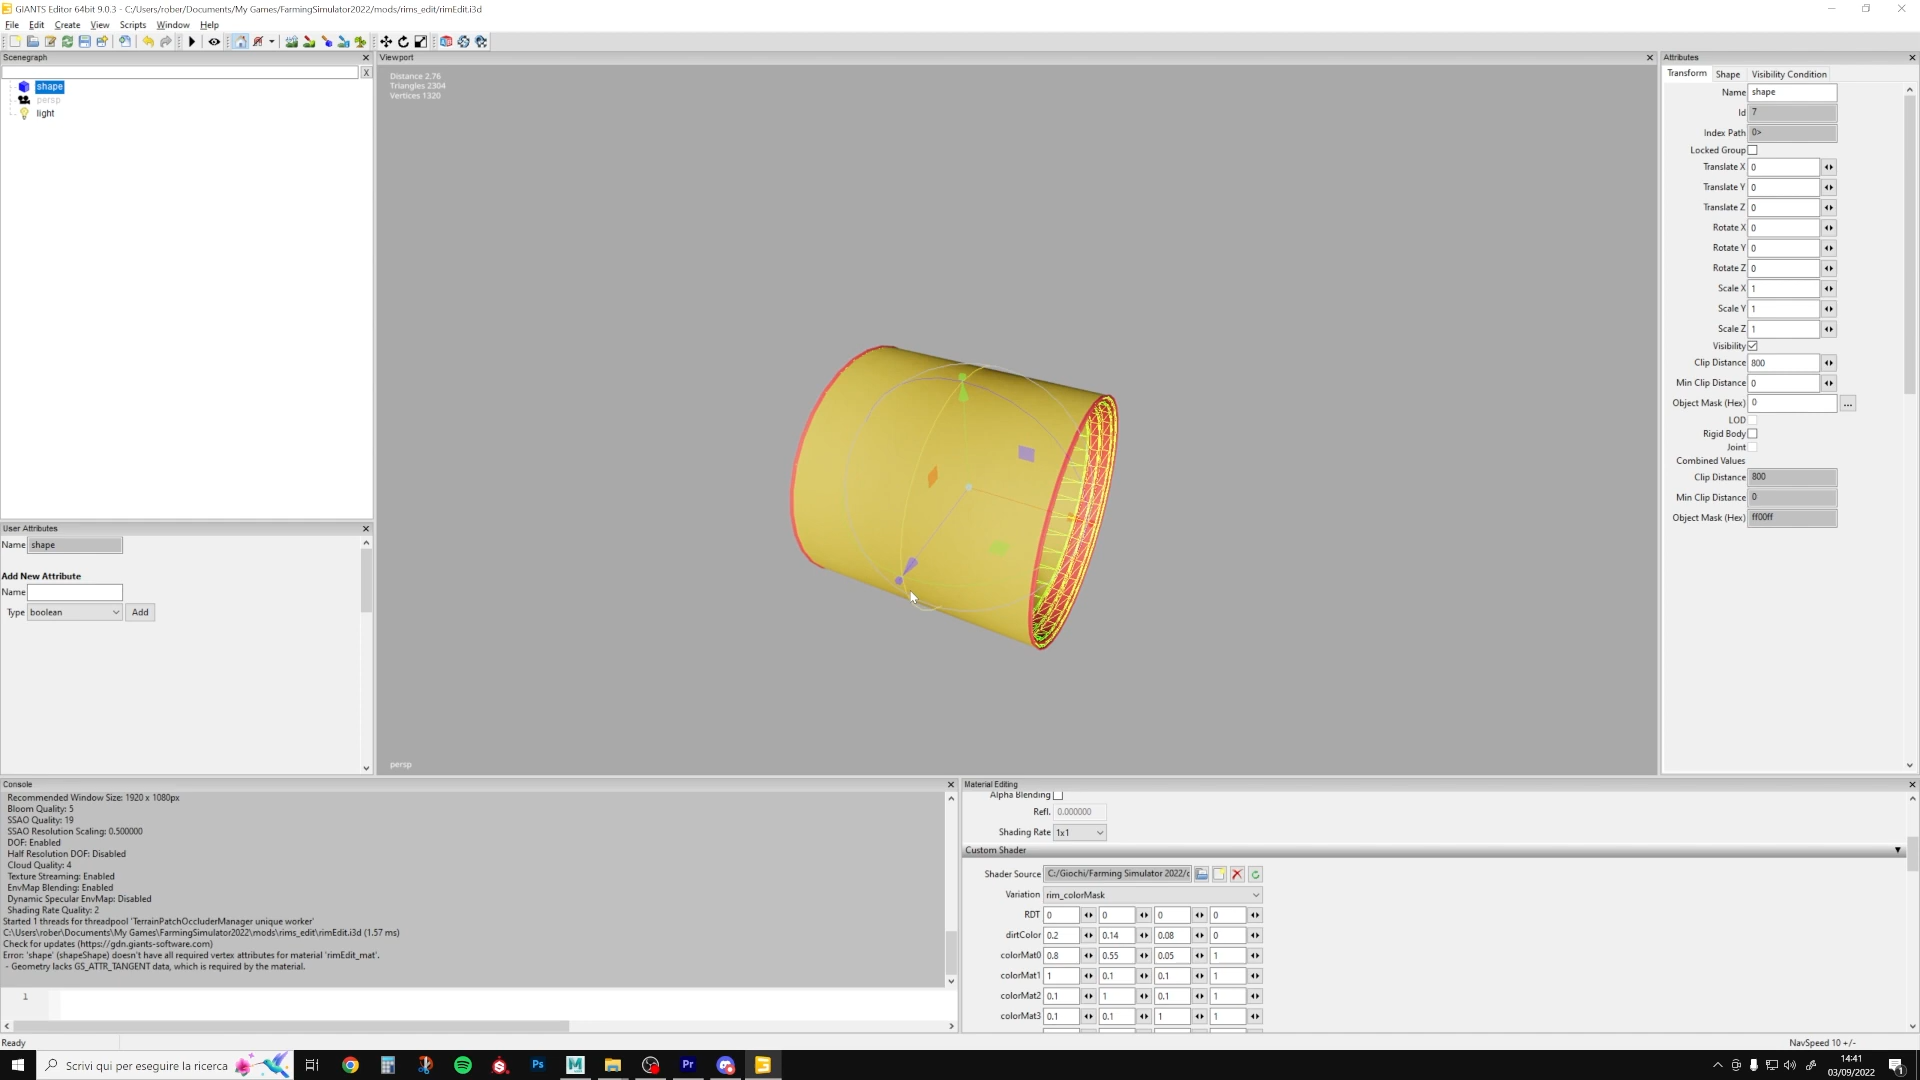 GIANTS Editor 64bit 9.0.3 - C:/Users/rober/Documents/My Games/FarmingSimulator2022/mods/rims_edit/rimEdit.i3d
File Edit Create View Scripts Window Help
Scenegraph
X
shape
persp
light
User Attributes
Name shape
Add New Attribute
Name
Type boolean Add
Viewport
Distance 2.76
Triangles 2304
Vertices 1320
persp
Attributes
Transform Shape Visibility Condition
Name shape
Id 7
Index Path 0>
Locked Group
Translate X 0
Translate Y 0
Translate Z 0
Rotate X 0
Rotate Y 0
Rotate Z 0
Scale X 1
Scale Y 1
Scale Z 1
Visibility
Clip Distance 800
Min Clip Distance 0
Object Mask (Hex) 0 ...
LOD
Rigid Body
Joint
Combined Values
Clip Distance 800
Min Clip Distance 0
Object Mask (Hex) ff00ff
Console
Recommended Window Size: 1920 x 1080px
Bloom Quality: 5
SSAO Quality: 19
SSAO Resolution Scaling: 0.500000
DOF: Enabled
Half Resolution DOF: Disabled
Cloud Quality: 4
Texture Streaming: Enabled
EnvMap Blending: Enabled
Dynamic Specular EnvMap: Disabled
Shading Rate Quality: 2
Started 1 threads for threadpool 'TerrainPatchOccluderManager unique worker'
C:\Users\rober\Documents\My Games\FarmingSimulator2022\mods\rims_edit\rimEdit.i3d (1.57 ms)
Check for updates (https://gdn.giants-software.com)
Error: 'shape' (shapeShape) doesn't have all required vertex attributes for material 'rimEdit_mat'.
- Geometry lacks GS_ATTR_TANGENT data, which is required by the material.
1
Material Editing
Alpha Blending
Refl. 0.000000
Shading Rate 1x1
Custom Shader
Shader Source C:/Giochi/Farming Simulator 2022/
Variation rim_colorMask
RDT 0 0 0 0
dirtColor 0.2 0.14 0.08 0
colorMat0 0.8 0.55 0.05 1
colorMat1 1 0.1 0.1 1
colorMat2 0.1 1 0.1 1
colorMat3 0.1 0.1 1 1
Ready
NavSpeed 10 +/-
Scrivi qui per eseguire la ricerca
Ps
Pr
14:41
03/09/2022
1